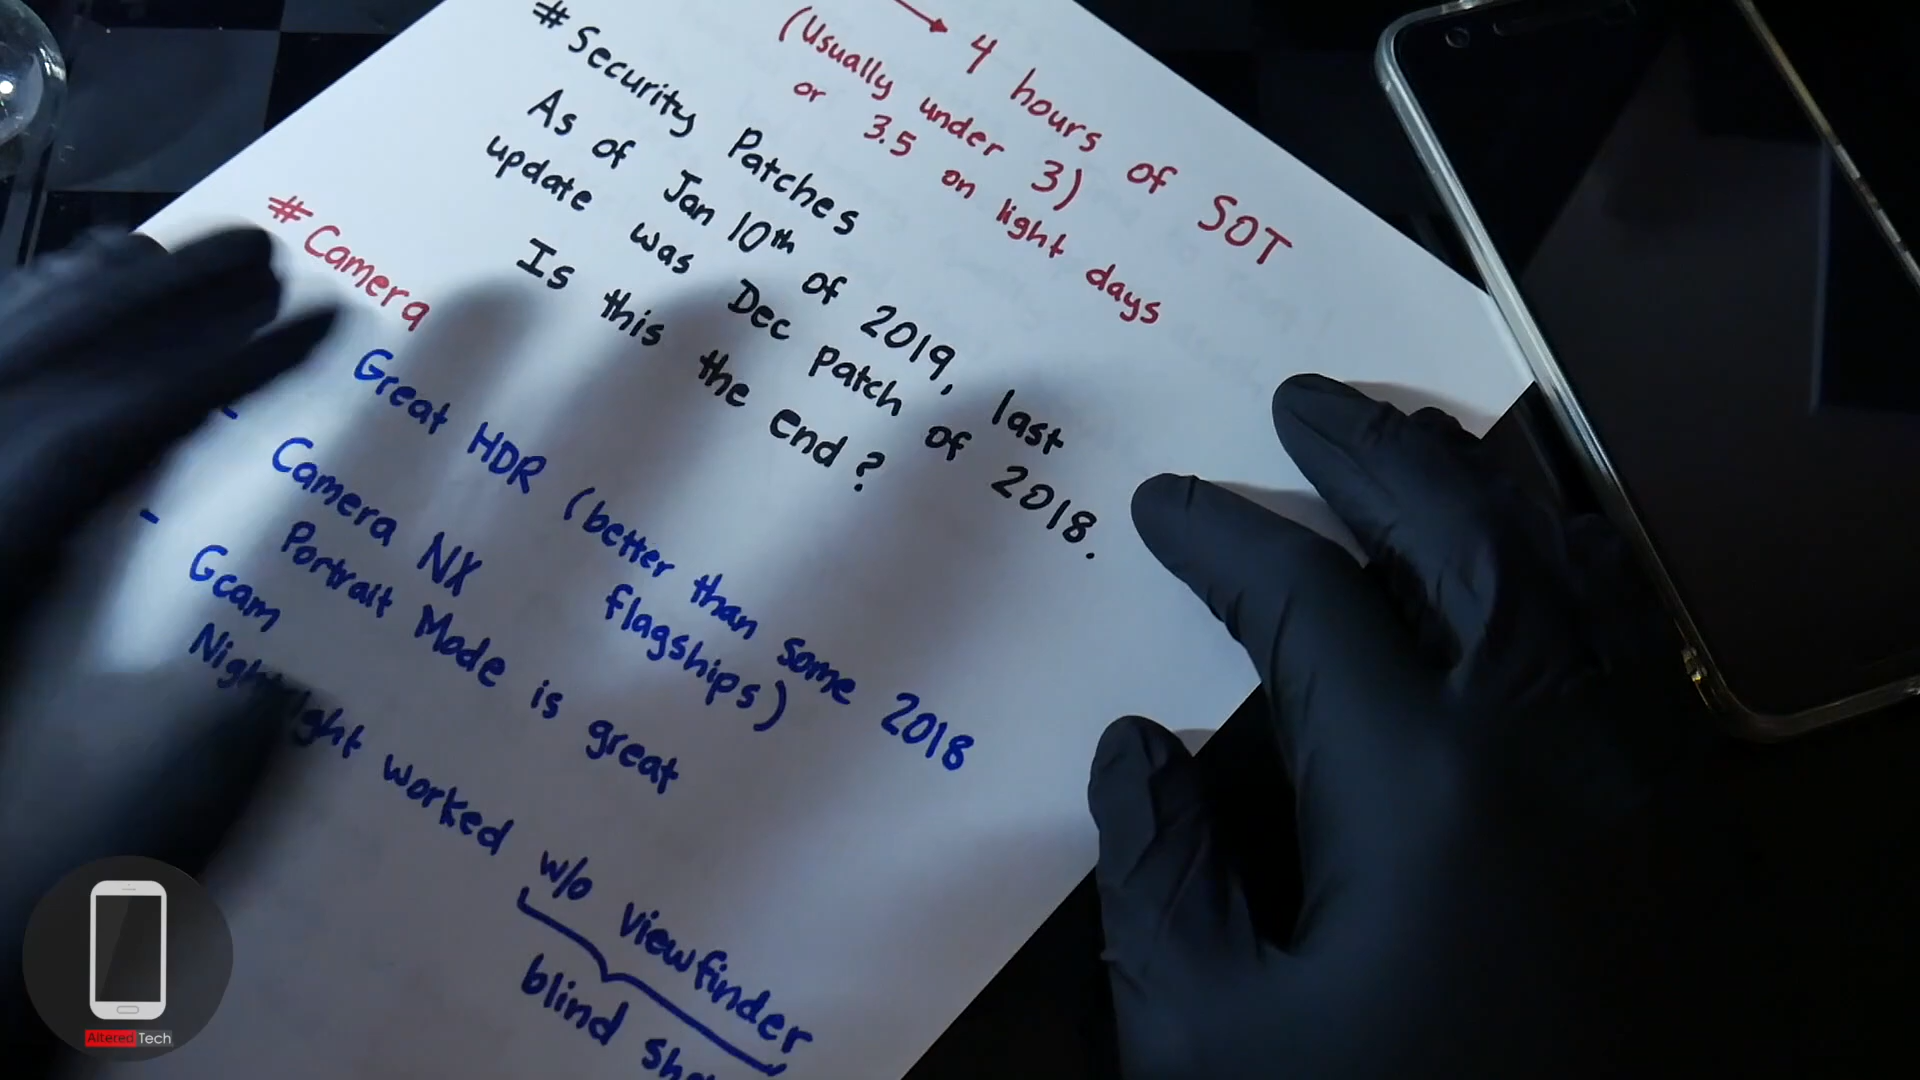 4 hours of SOT
(Usually under 3)
or 3.5 on light days
#Security Patches
As of Jan 10th of 2019, last
update was Dec patch of 2018.
Is this the end?
#Camera
Great HDR (better than some 2018
flagships)
- Camera NX
Portrait Mode is great
- Gcam
worked w/o viewfinder
blind
Altered Tech